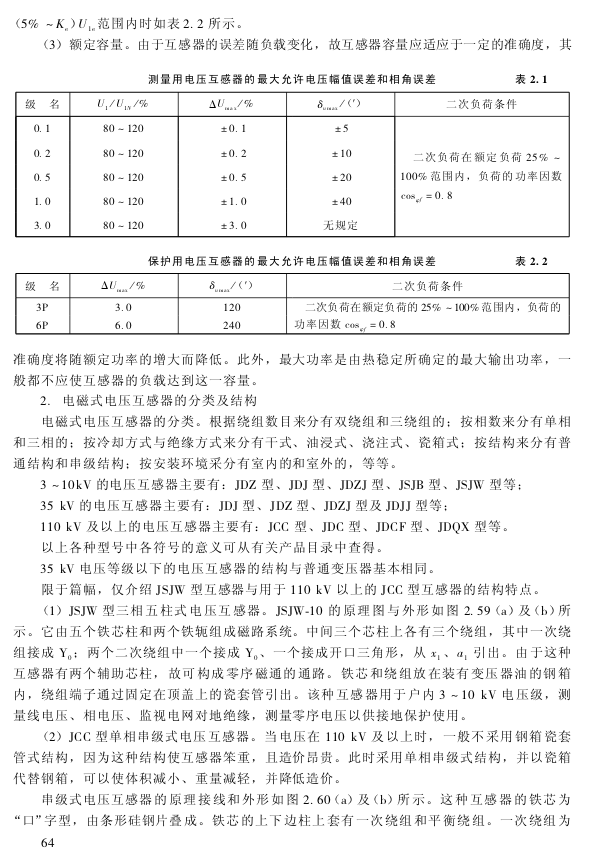 (5% ~Kₑ)U₁ₑ范围内时如表2.2所示。
(3) 额定容量。由于互感器的误差随负载变化，故互感器容量应适应于一定的准确度，其
测量用电压互感器的最大允许电压幅值误差和相角误差 表2.1
级 名 U₁/U₁N/% ΔUmax/% δumax/(′) 二次负荷条件
0.1 80~120 ±0.1 ±5
0.2 80~120 ±0.2 ±10 二次负荷在额定负荷 25% ~
0.5 80~120 ±0.5 ±20 100%范围内，负荷的功率因数
1.0 80~120 ±1.0 ±40 cosφf = 0.8
3.0 80~120 ±3.0 无规定
保护用电压互感器的最大允许电压幅值误差和相角误差 表2.2
级 名 ΔUmax/% δumax/(′) 二次负荷条件
3P 3.0 120 二次负荷在额定负荷的 25% ~100%范围内，负荷的
6P 6.0 240 功率因数 cosφf = 0.8
准确度将随额定功率的增大而降低。此外，最大功率是由热稳定所确定的最大输出功率，一
般都不应使互感器的负载达到这一容量。
2. 电磁式电压互感器的分类及结构
电磁式电压互感器的分类。根据绕组数目来分有双绕组和三绕组的；按相数来分有单相
和三相的；按冷却方式与绝缘方式来分有干式、油浸式、浇注式、瓷箱式；按结构来分有普
通结构和串级结构；按安装环境采分有室内的和室外的，等等。
3 ~10kV 的电压互感器主要有：JDZ 型、JDJ 型、JDZJ 型、JSJB 型、JSJW 型等；
35 kV 的电压互感器主要有：JDJ 型、JDZ 型、JDZJ 型及 JDJJ 型等；
110 kV 及以上的电压互感器主要有：JCC 型、JDC 型、JDCF 型、JDQX 型等。
以上各种型号中各符号的意义可从有关产品目录中查得。
35 kV 电压等级以下的电压互感器的结构与普通变压器基本相同。
限于篇幅，仅介绍 JSJW 型互感器与用于 110 kV 以上的 JCC 型互感器的结构特点。
(1) JSJW 型三相五柱式电压互感器。JSJW-10 的原理图与外形如图 2.59 (a) 及 (b) 所
示。它由五个铁芯柱和两个铁轭组成磁路系统。中间三个芯柱上各有三个绕组，其中一次绕
组接成 Y₀；两个二次绕组中一个接成 Y₀、一个接成开口三角形，从 x₁、a₁ 引出。由于这种
互感器有两个辅助芯柱，故可构成零序磁通的通路。铁芯和绕组放在装有变压器油的钢箱
内，绕组端子通过固定在顶盖上的瓷套管引出。该种互感器用于户内 3 ~ 10 kV 电压级，测
量线电压、相电压、监视电网对地绝缘，测量零序电压以供接地保护使用。
(2) JCC 型单相串级式电压互感器。当电压在 110 kV 及以上时，一般不采用钢箱瓷套
管式结构，因为这种结构使互感器笨重，且造价昂贵。此时采用单相串级式结构，并以瓷箱
代替钢箱，可以使体积减小、重量减轻，并降低造价。
串级式电压互感器的原理接线和外形如图 2.60 (a) 及 (b) 所示。这种互感器的铁芯为
“口”字型，由条形硅钢片叠成。铁芯的上下边柱上套有一次绕组和平衡绕组。一次绕组为
64